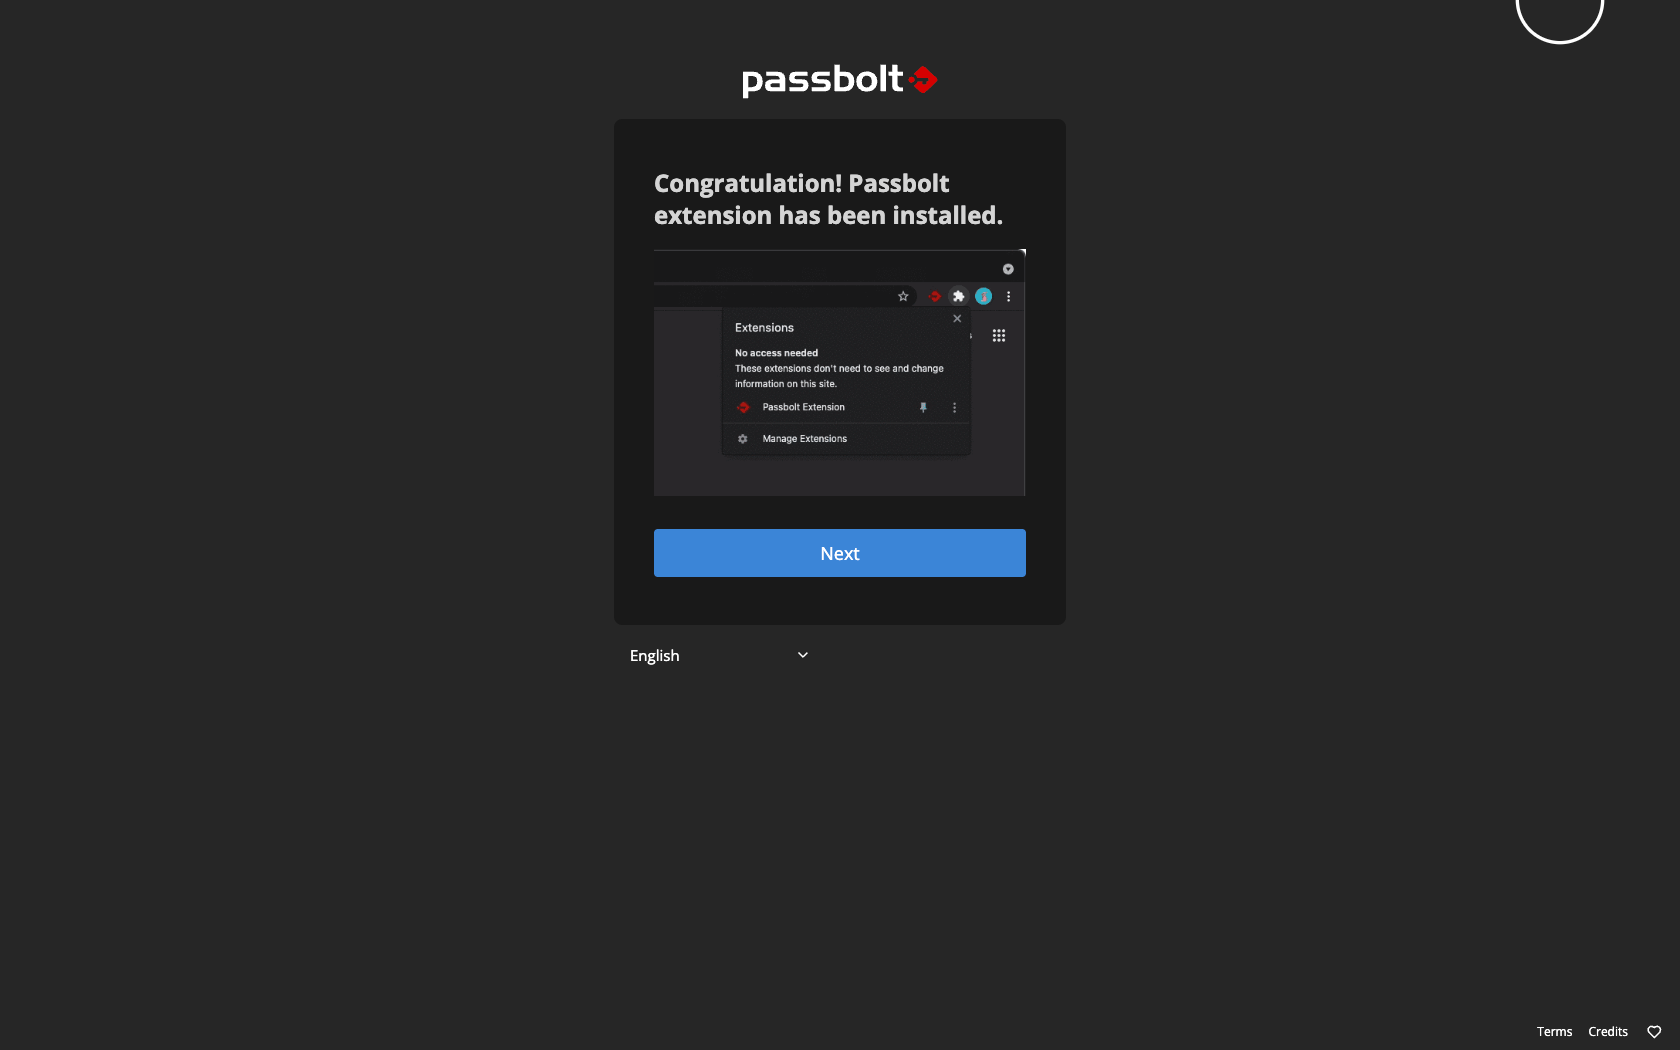 passbolt
Congratulation! Passbolt
extension has been installed.
Extensions
No access needed
These extensions don't need to see and change
information on this site.
Passbolt Extension
Manage Extensions
Next
English
Terms Credits